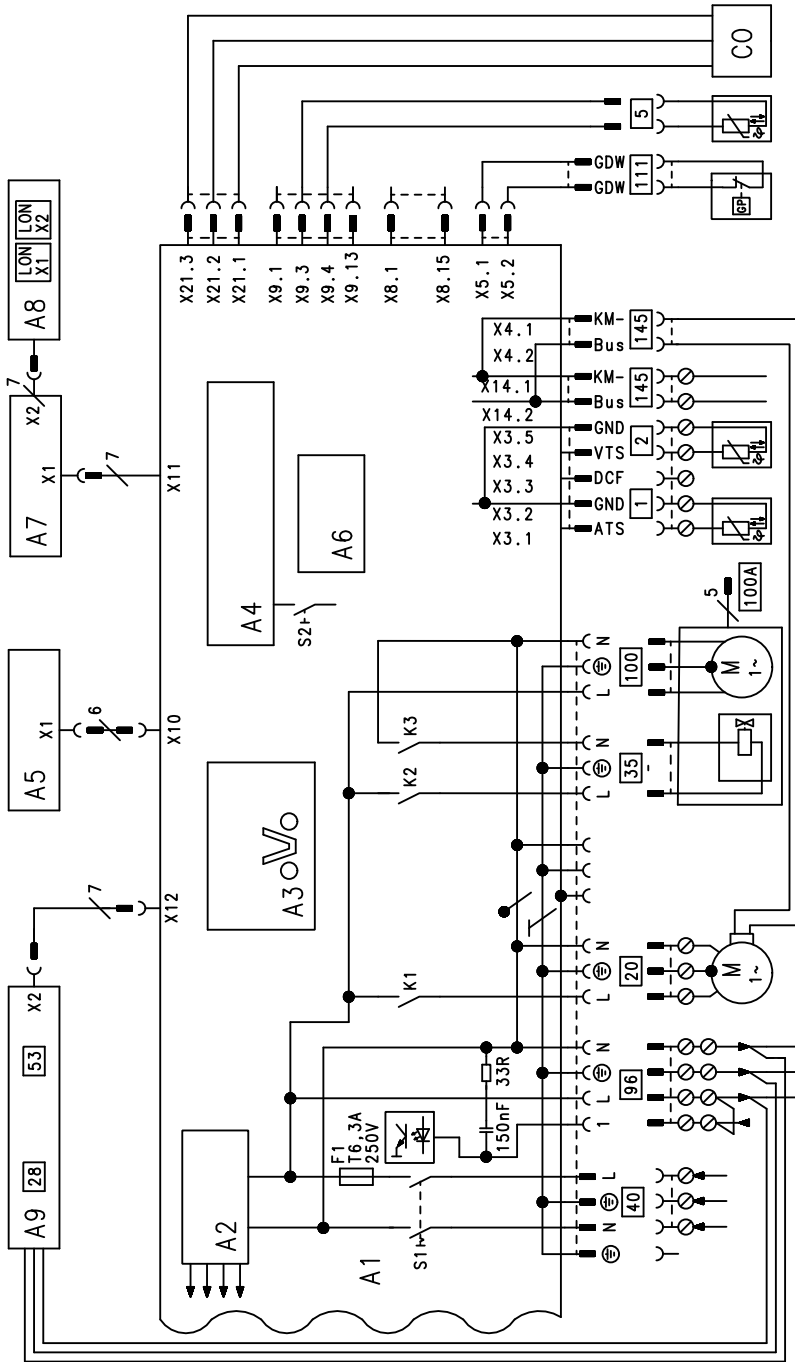 A9
28
53
X2
7
X12
A5
X1
6
X10
A7
X1
X2
7
X11
7
A8
LON
X1
LON
X2
A2
A1
S1
F1
T6,3A
250V
150nF
33R
A3
K1
K2
K3
A4
A6
S2
X21.3
X21.2
X21.1
X9.1
X9.3
X9.4
X9.13
X8.1
X8.15
X5.1
X5.2
CO
5
GDW
GDW
111
GP
X4.1
X4.2
X14.1
X14.2
X3.5
X3.4
X3.3
X3.2
X3.1
KM-
Bus
145
KM-
Bus
145
GND
VTS
2
DCF
GND
ATS
1
N
L
100
5
100A
M
1~
N
L
35
-
N
L
20
M
1~
N
L
1
96
L
N
40